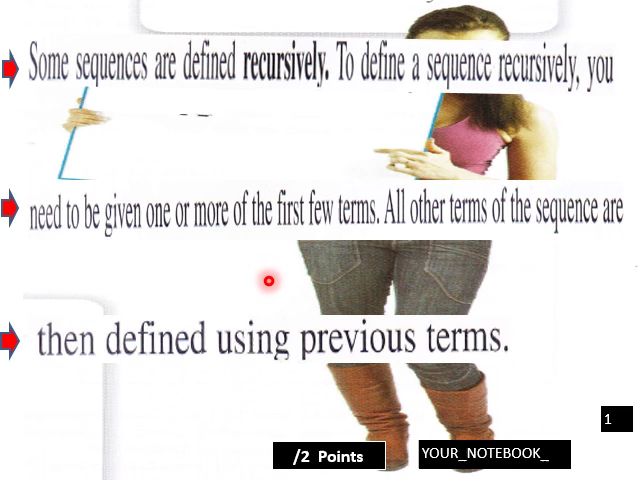 Some sequences are defined recursively. To define a sequence recursively, you
need to be given one or more of the first few terms. All other terms of the sequence are
then defined using previous terms.
1
/2 Points
YOUR_NOTEBOOK_